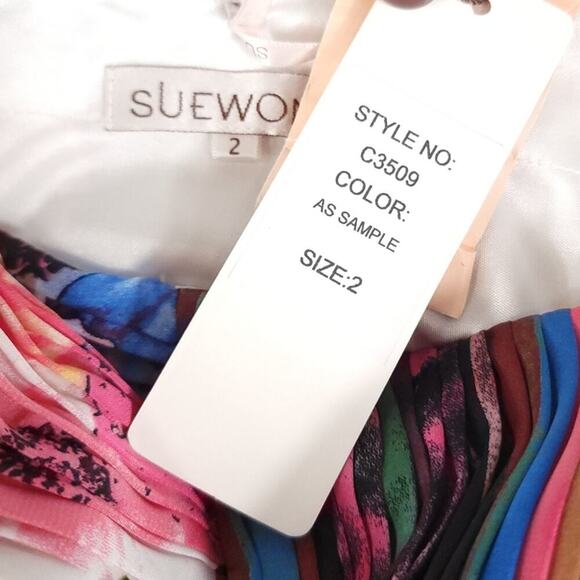 SUEWON
2
STYLE NO:
C3509
COLOR:
AS SAMPLE
SIZE:2